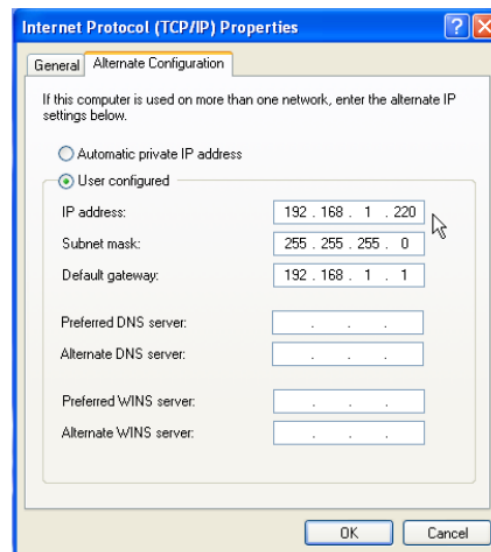 Internet Protocol (TCP/IP) Properties
General
Alternate Configuration
If this computer is used on more than one network, enter the alternate IP
settings below.
Automatic private IP address
User configured
IP address: 192 . 168 . 1 . 220
Subnet mask: 255 . 255 . 255 . 0
Default gateway: 192 . 168 . 1 . 1
Preferred DNS server: . . .
Alternate DNS server: . . .
Preferred WINS server: . . .
Alternate WINS server: . . .
OK
Cancel